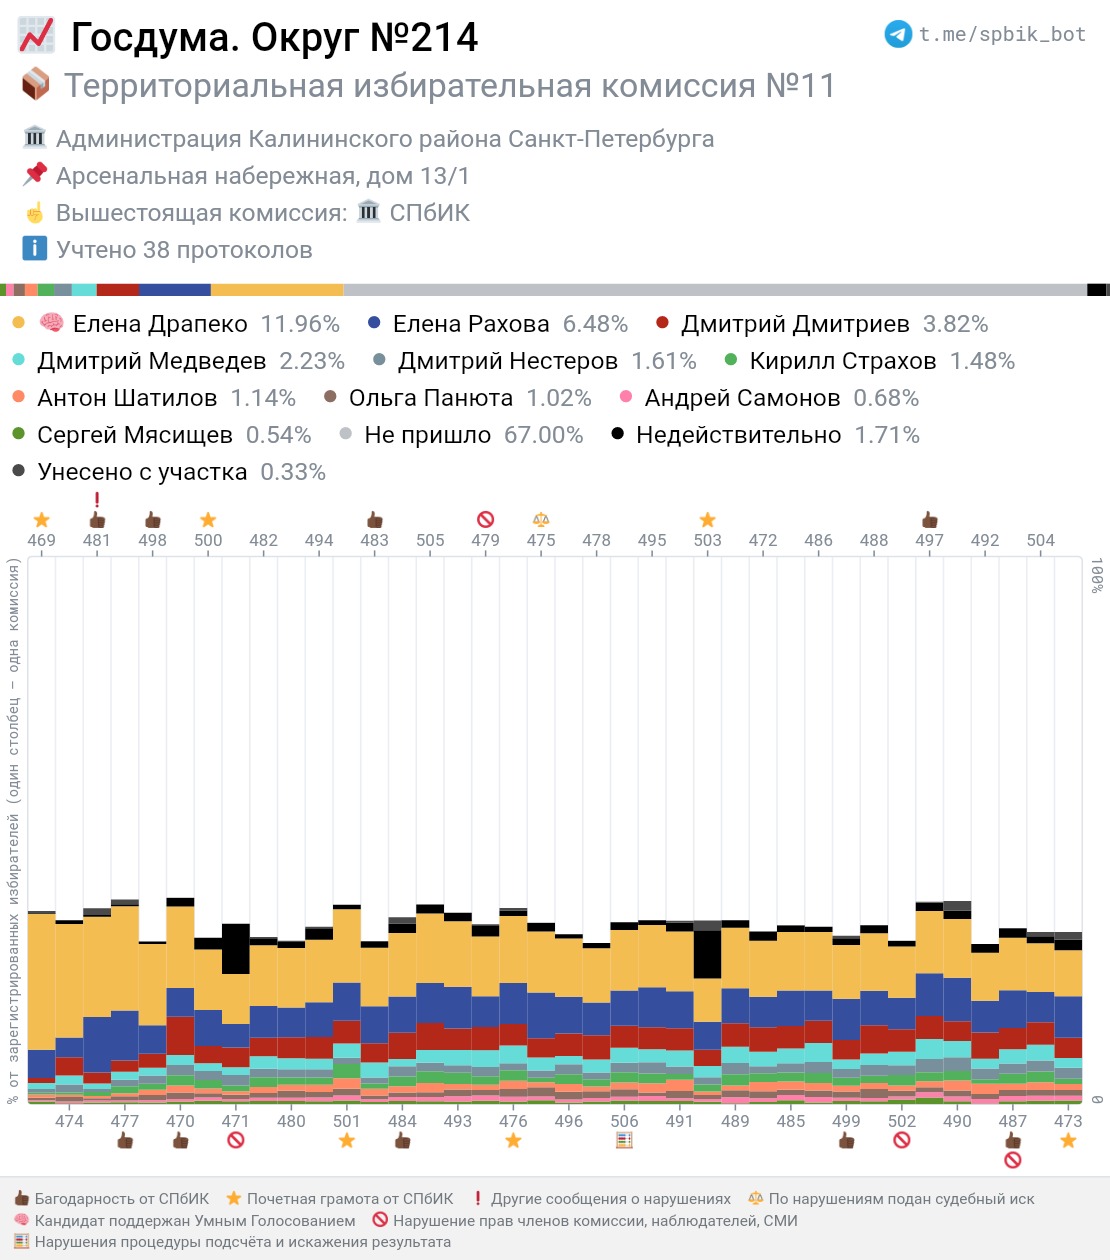 Госдума. Округ №214
t.me/spbik_bot
Территориальная избирательная комиссия №11
Администрация Калининского района Санкт-Петербурга
Арсенальная набережная, дом 13/1
Вышестоящая комиссия: СПбИК
Учтено 38 протоколов
Елена Драпеко 11.96% Елена Рахова 6.48% Дмитрий Дмитриев 3.82%
Дмитрий Медведев 2.23% Дмитрий Нестеров 1.61% Кирилл Страхов 1.48%
Антон Шатилов 1.14% Ольга Панюта 1.02% Андрей Самонов 0.68%
Сергей Мясищев 0.54% Не пришло 67.00% Недействительно 1.71%
Унесено с участка 0.33%
469 481 498 500 482 494 483 505 479 475 478 495 503 472 486 488 497 492 504
% от зарегистрированных избирателей (один столбец – одна комиссия)
100%
0
474 477 470 471 480 501 484 493 476 496 506 491 489 485 499 502 490 487 473
Багодарность от СПбИК Почетная грамота от СПбИК Другие сообщения о нарушениях По нарушениям подан судебный иск
Кандидат поддержан Умным Голосованием Нарушение прав членов комиссии, наблюдателей, СМИ
Нарушения процедуры подсчёта и искажения результата